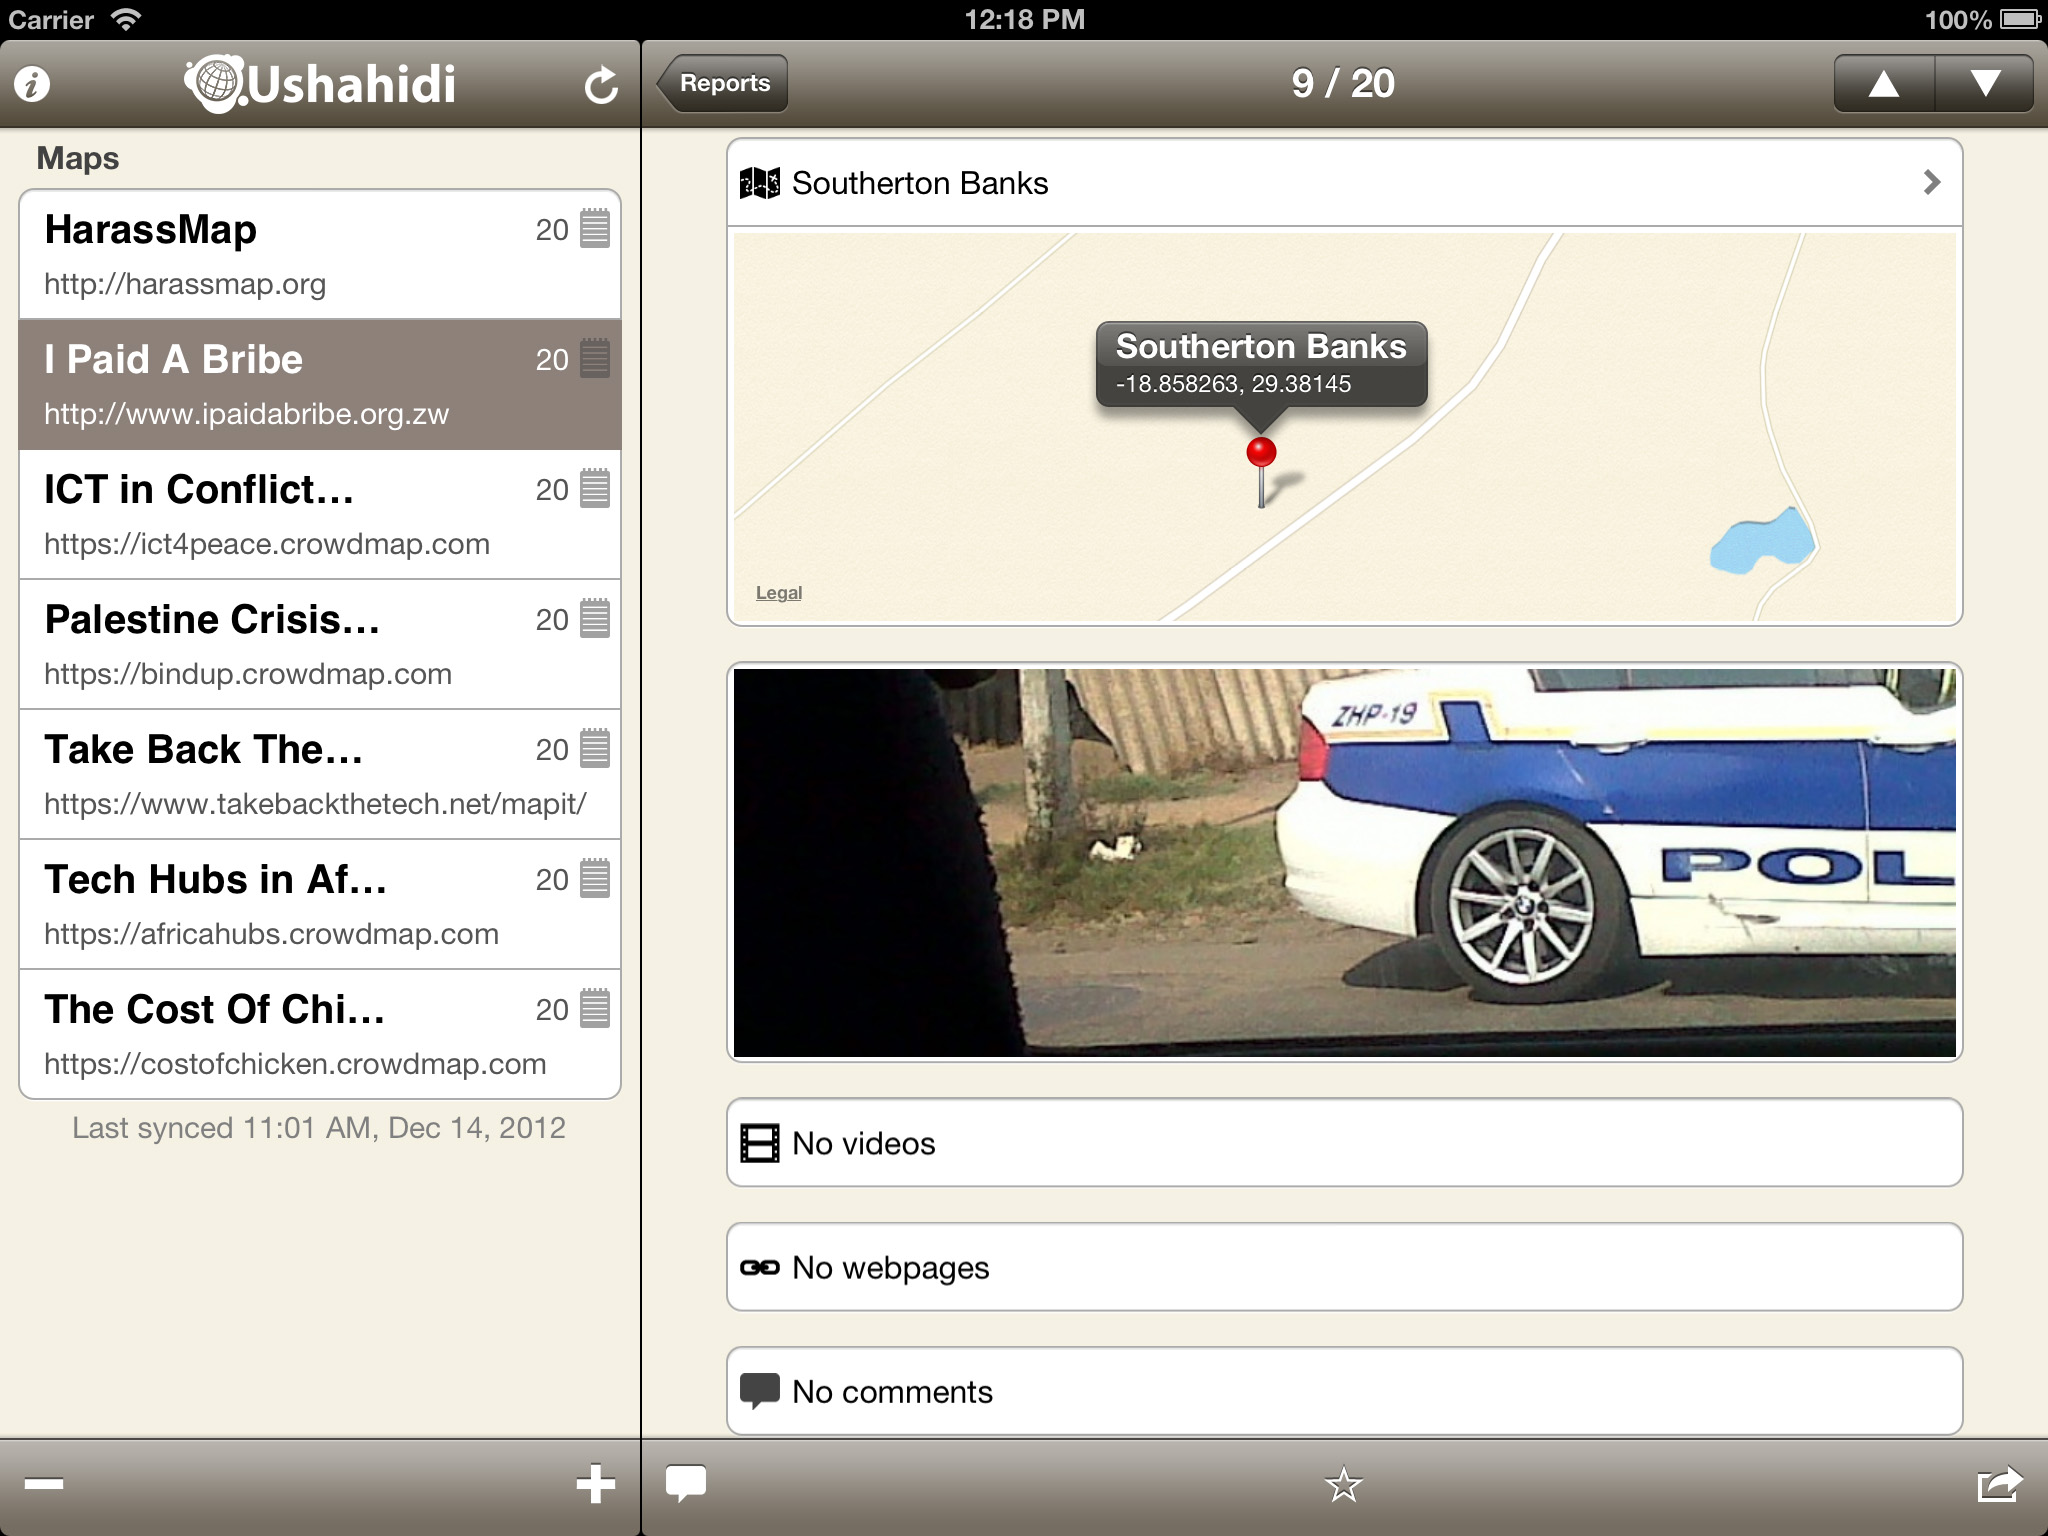 Carrier
12:18 PM
100%
Ushahidi
Maps
HarassMap
20
http://harassmap.org
I Paid A Bribe
20
http://www.ipaidabribe.org.zw
ICT in Conflict...
20
https://ict4peace.crowdmap.com
Palestine Crisis...
20
https://bindup.crowdmap.com
Take Back The...
20
https://www.takebackthetech.net/mapit/
Tech Hubs in Af...
20
https://africahubs.crowdmap.com
The Cost Of Chi...
20
https://costofchicken.crowdmap.com
Last synced 11:01 AM, Dec 14, 2012
Reports
9 / 20
Southerton Banks
Southerton Banks
-18.858263, 29.38145
Legal
ZHP-19
POL
No videos
No webpages
No comments